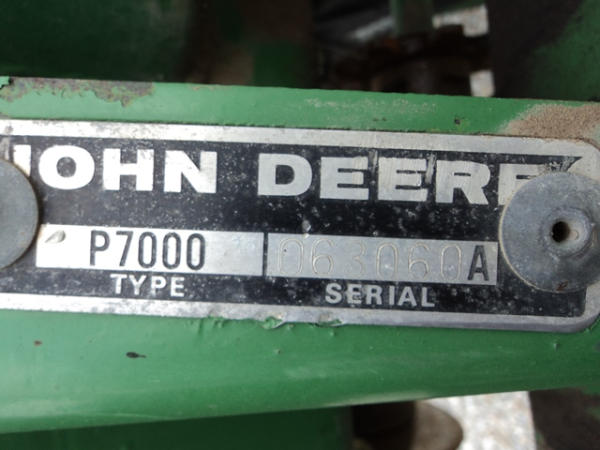 JOHN DEERE
P7000 063060A
TYPE SERIAL